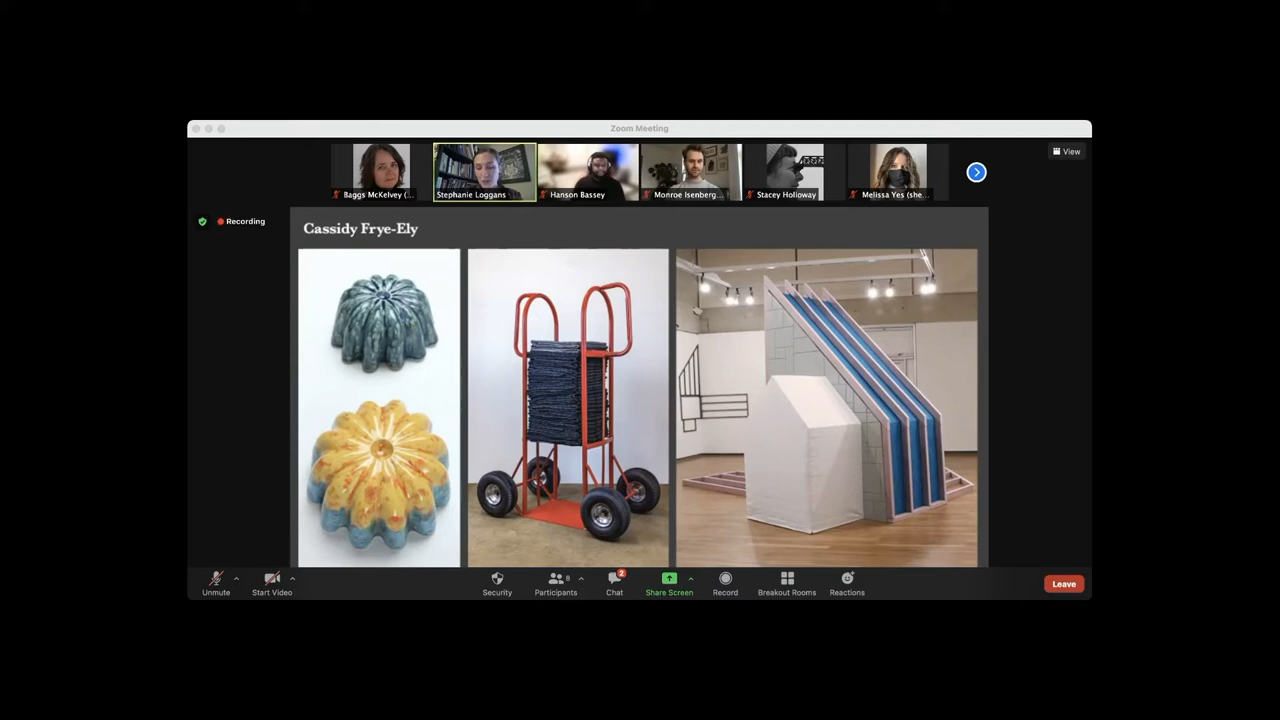 Zoom Meeting
View
Baggs McKelvey (...
Stephanie Loggans
Hanson Bassey
Monroe Isenberg...
Stacey Holloway
Melissa Yes (she...
Recording
Cassidy Frye-Ely
Unmute
Start Video
Security
Participants
8
Chat
2
Share Screen
Record
Breakout Rooms
Reactions
Leave